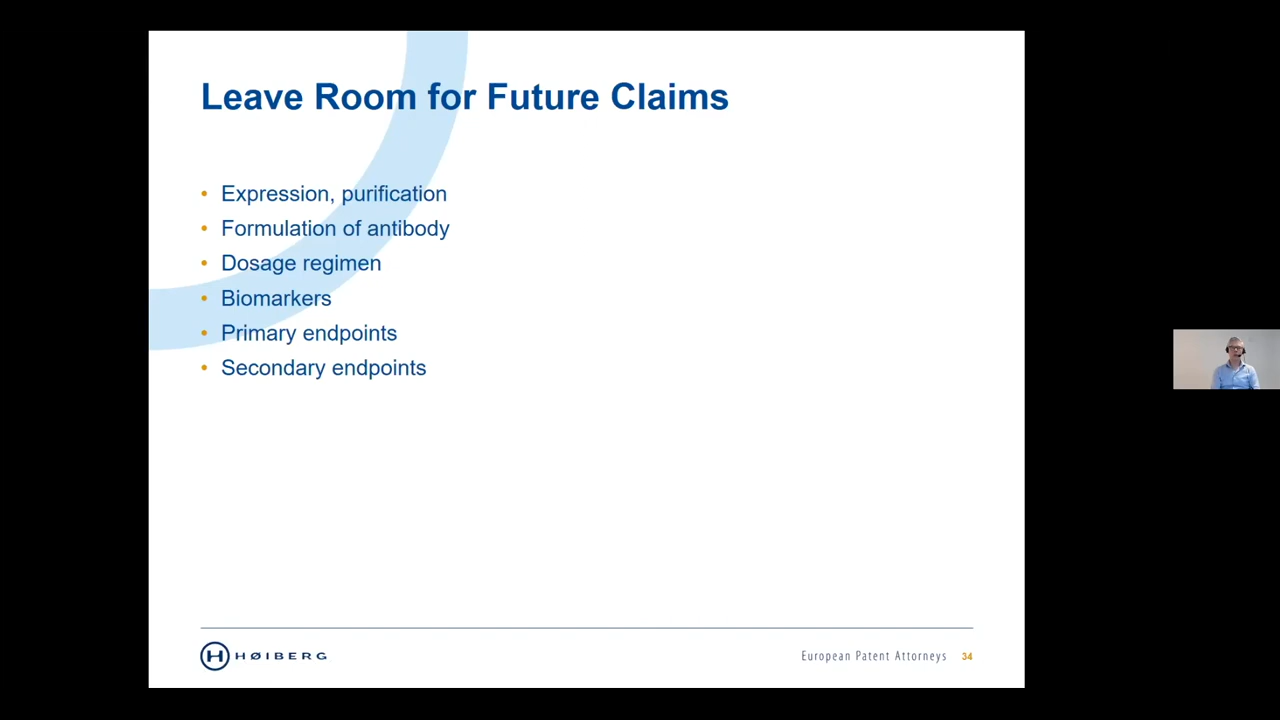 Leave Room for Future Claims
• Expression, purification
• Formulation of antibody
• Dosage regimen
• Biomarkers
• Primary endpoints
• Secondary endpoints
H HØIBERG
European Patent Attorneys 34